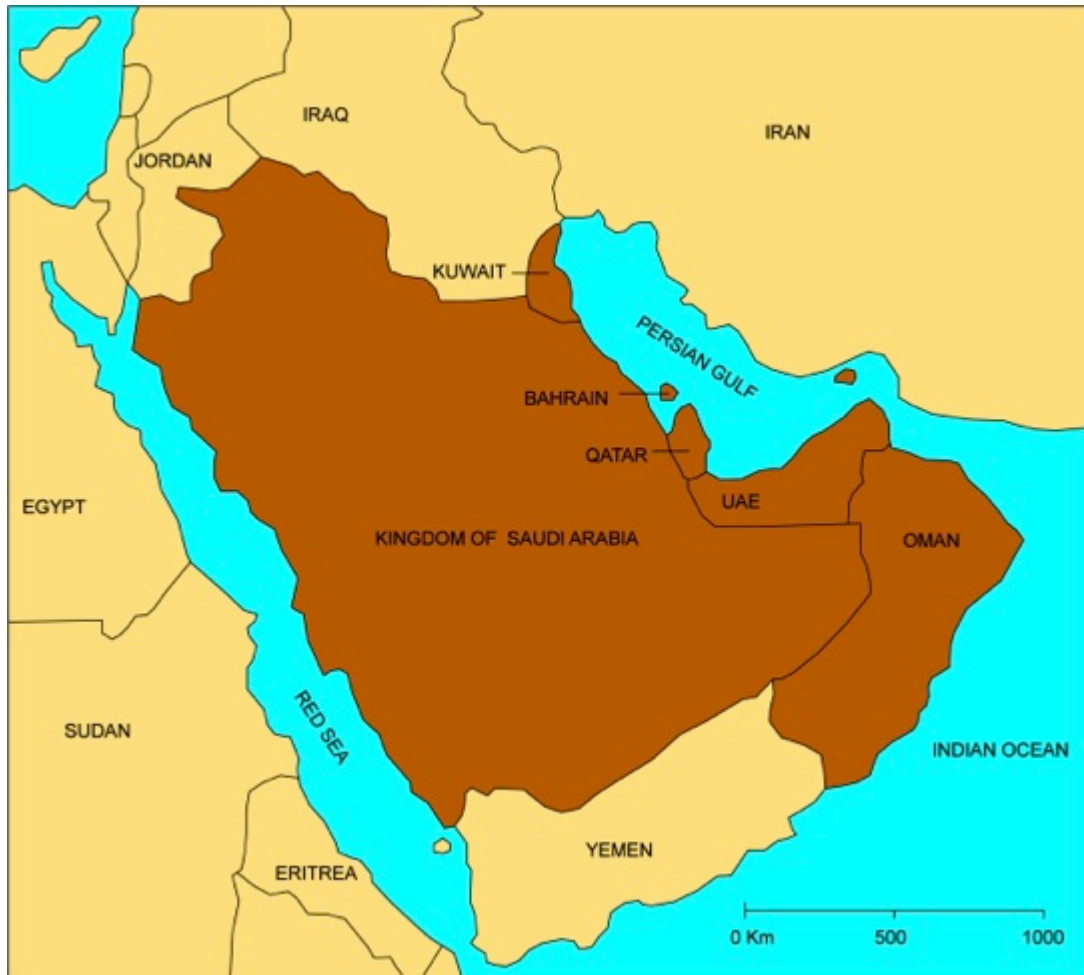 IRAQ
IRAN
JORDAN
KUWAIT
PERSIAN GULF
BAHRAIN
QATAR
EGYPT
UAE
KINGDOM OF SAUDI ARABIA
OMAN
RED SEA
SUDAN
INDIAN OCEAN
YEMEN
ERITREA
0 Km 500 1000